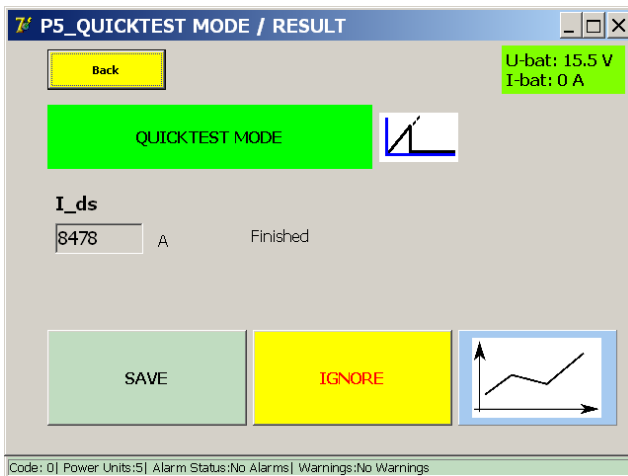 P5_QUICKTEST MODE / RESULT
Back
U-bat: 15.5 V
I-bat: 0 A
QUICKTEST MODE
I_ds
8478 A Finished
SAVE IGNORE
Code: 0| Power Units:5| Alarm Status:No Alarms| Warnings:No Warnings